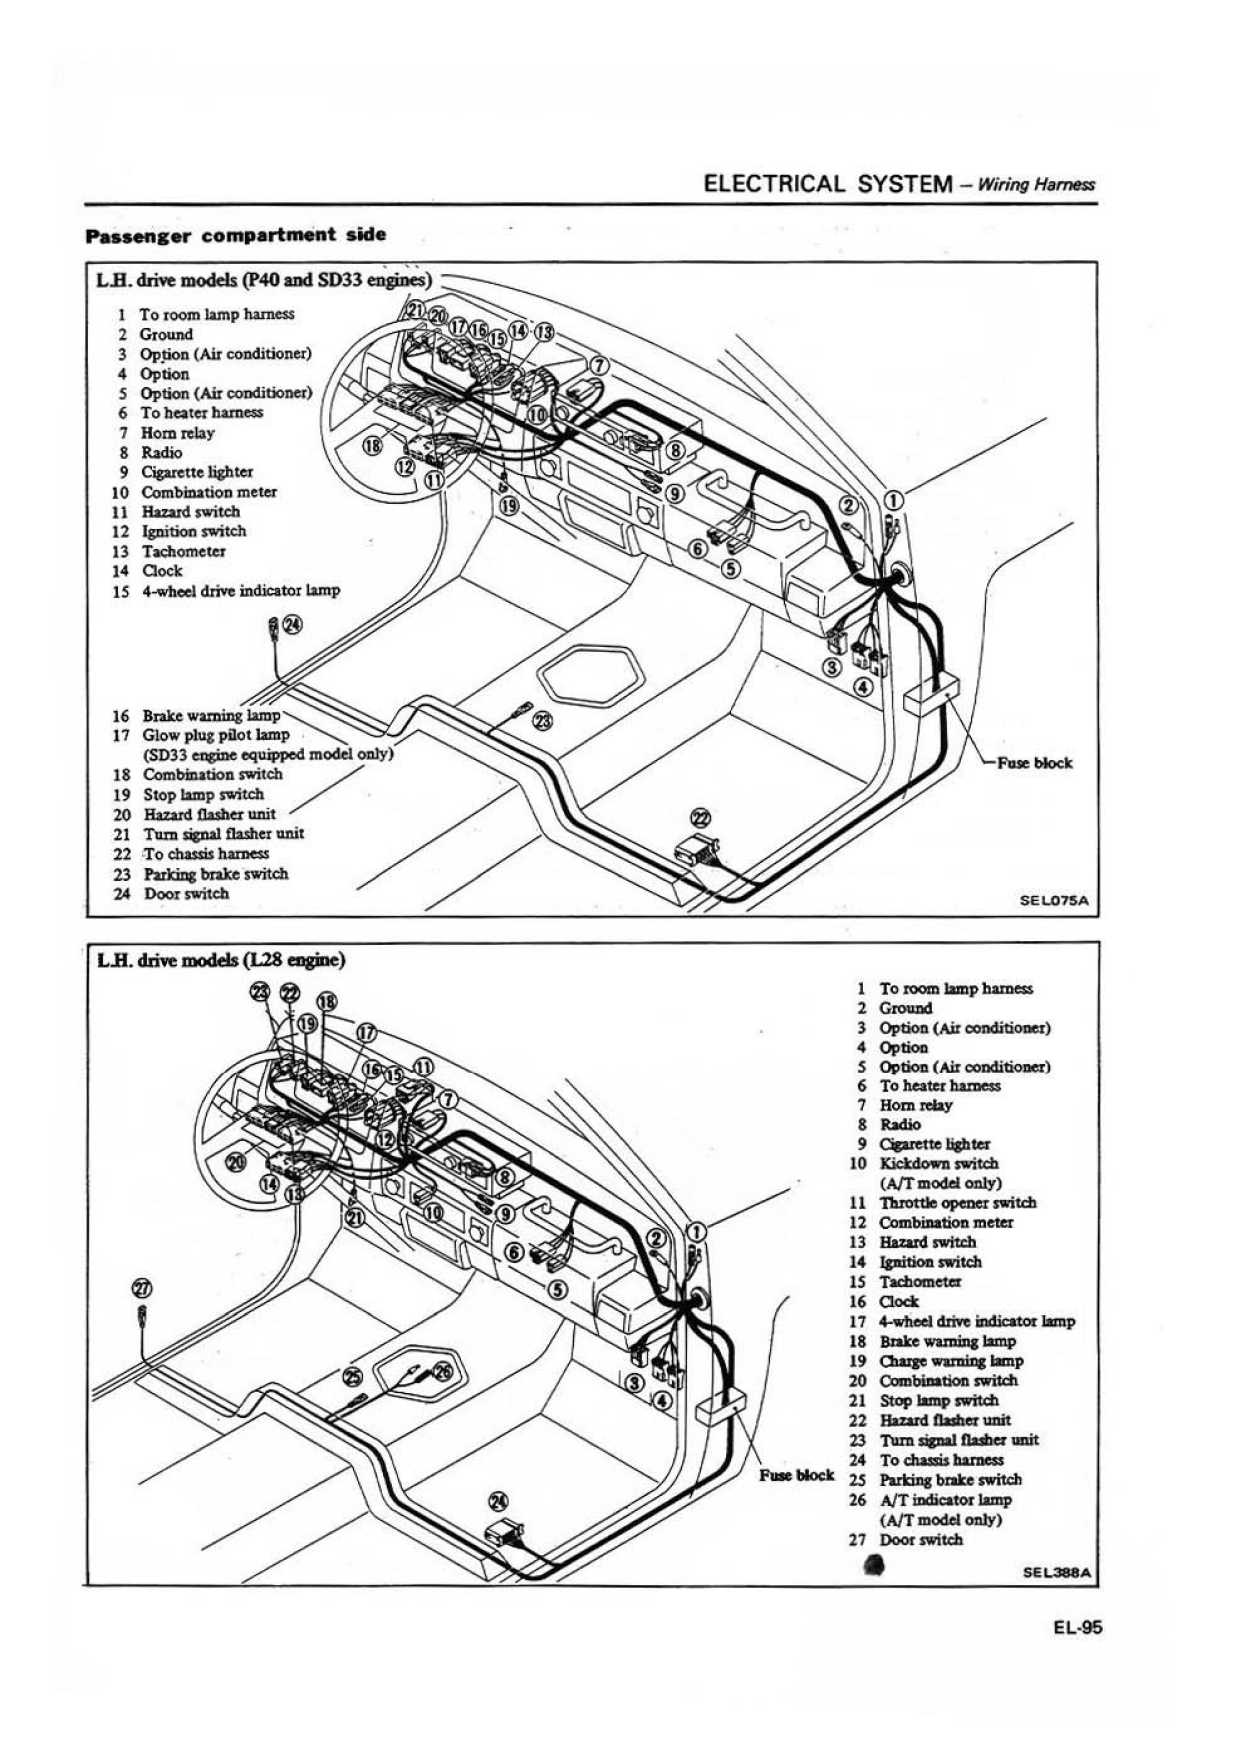 ELECTRICAL SYSTEM – Wiring Harness
Passenger compartment side
L.H. drive models (P40 and SD33 engines)
1 To room lamp harness
2 Ground
3 Option (Air conditioner)
4 Option
5 Option (Air conditioner)
6 To heater harness
7 Horn relay
8 Radio
9 Cigarette lighter
10 Combination meter
11 Hazard switch
12 Ignition switch
13 Tachometer
14 Clock
15 4-wheel drive indicator lamp
16 Brake warning lamp
17 Glow plug pilot lamp
(SD33 engine equipped model only)
18 Combination switch
19 Stop lamp switch
20 Hazard flasher unit
21 Turn signal flasher unit
22 To chassis harness
23 Parking brake switch
24 Door switch
21 20 17 16 15 14 13
7
10
8
18
12
11
9
19
2
1
6
5
24
3
4
23
Fuse block
22
SEL075A
L.H. drive models (L28 engine)
23 22 18
19
17
16 15 11
7
12
8
20
14
13
10
9
21
2
1
6
5
27
25
26
3
4
Fuse block
24
1 To room lamp harness
2 Ground
3 Option (Air conditioner)
4 Option
5 Option (Air conditioner)
6 To heater harness
7 Horn relay
8 Radio
9 Cigarette lighter
10 Kickdown switch
(A/T model only)
11 Throttle opener switch
12 Combination meter
13 Hazard switch
14 Ignition switch
15 Tachometer
16 Clock
17 4-wheel drive indicator lamp
18 Brake warning lamp
19 Charge warning lamp
20 Combination switch
21 Stop lamp switch
22 Hazard flasher unit
23 Turn signal flasher unit
24 To chassis harness
25 Parking brake switch
26 A/T indicator lamp
(A/T model only)
27 Door switch
SEL388A
EL-95